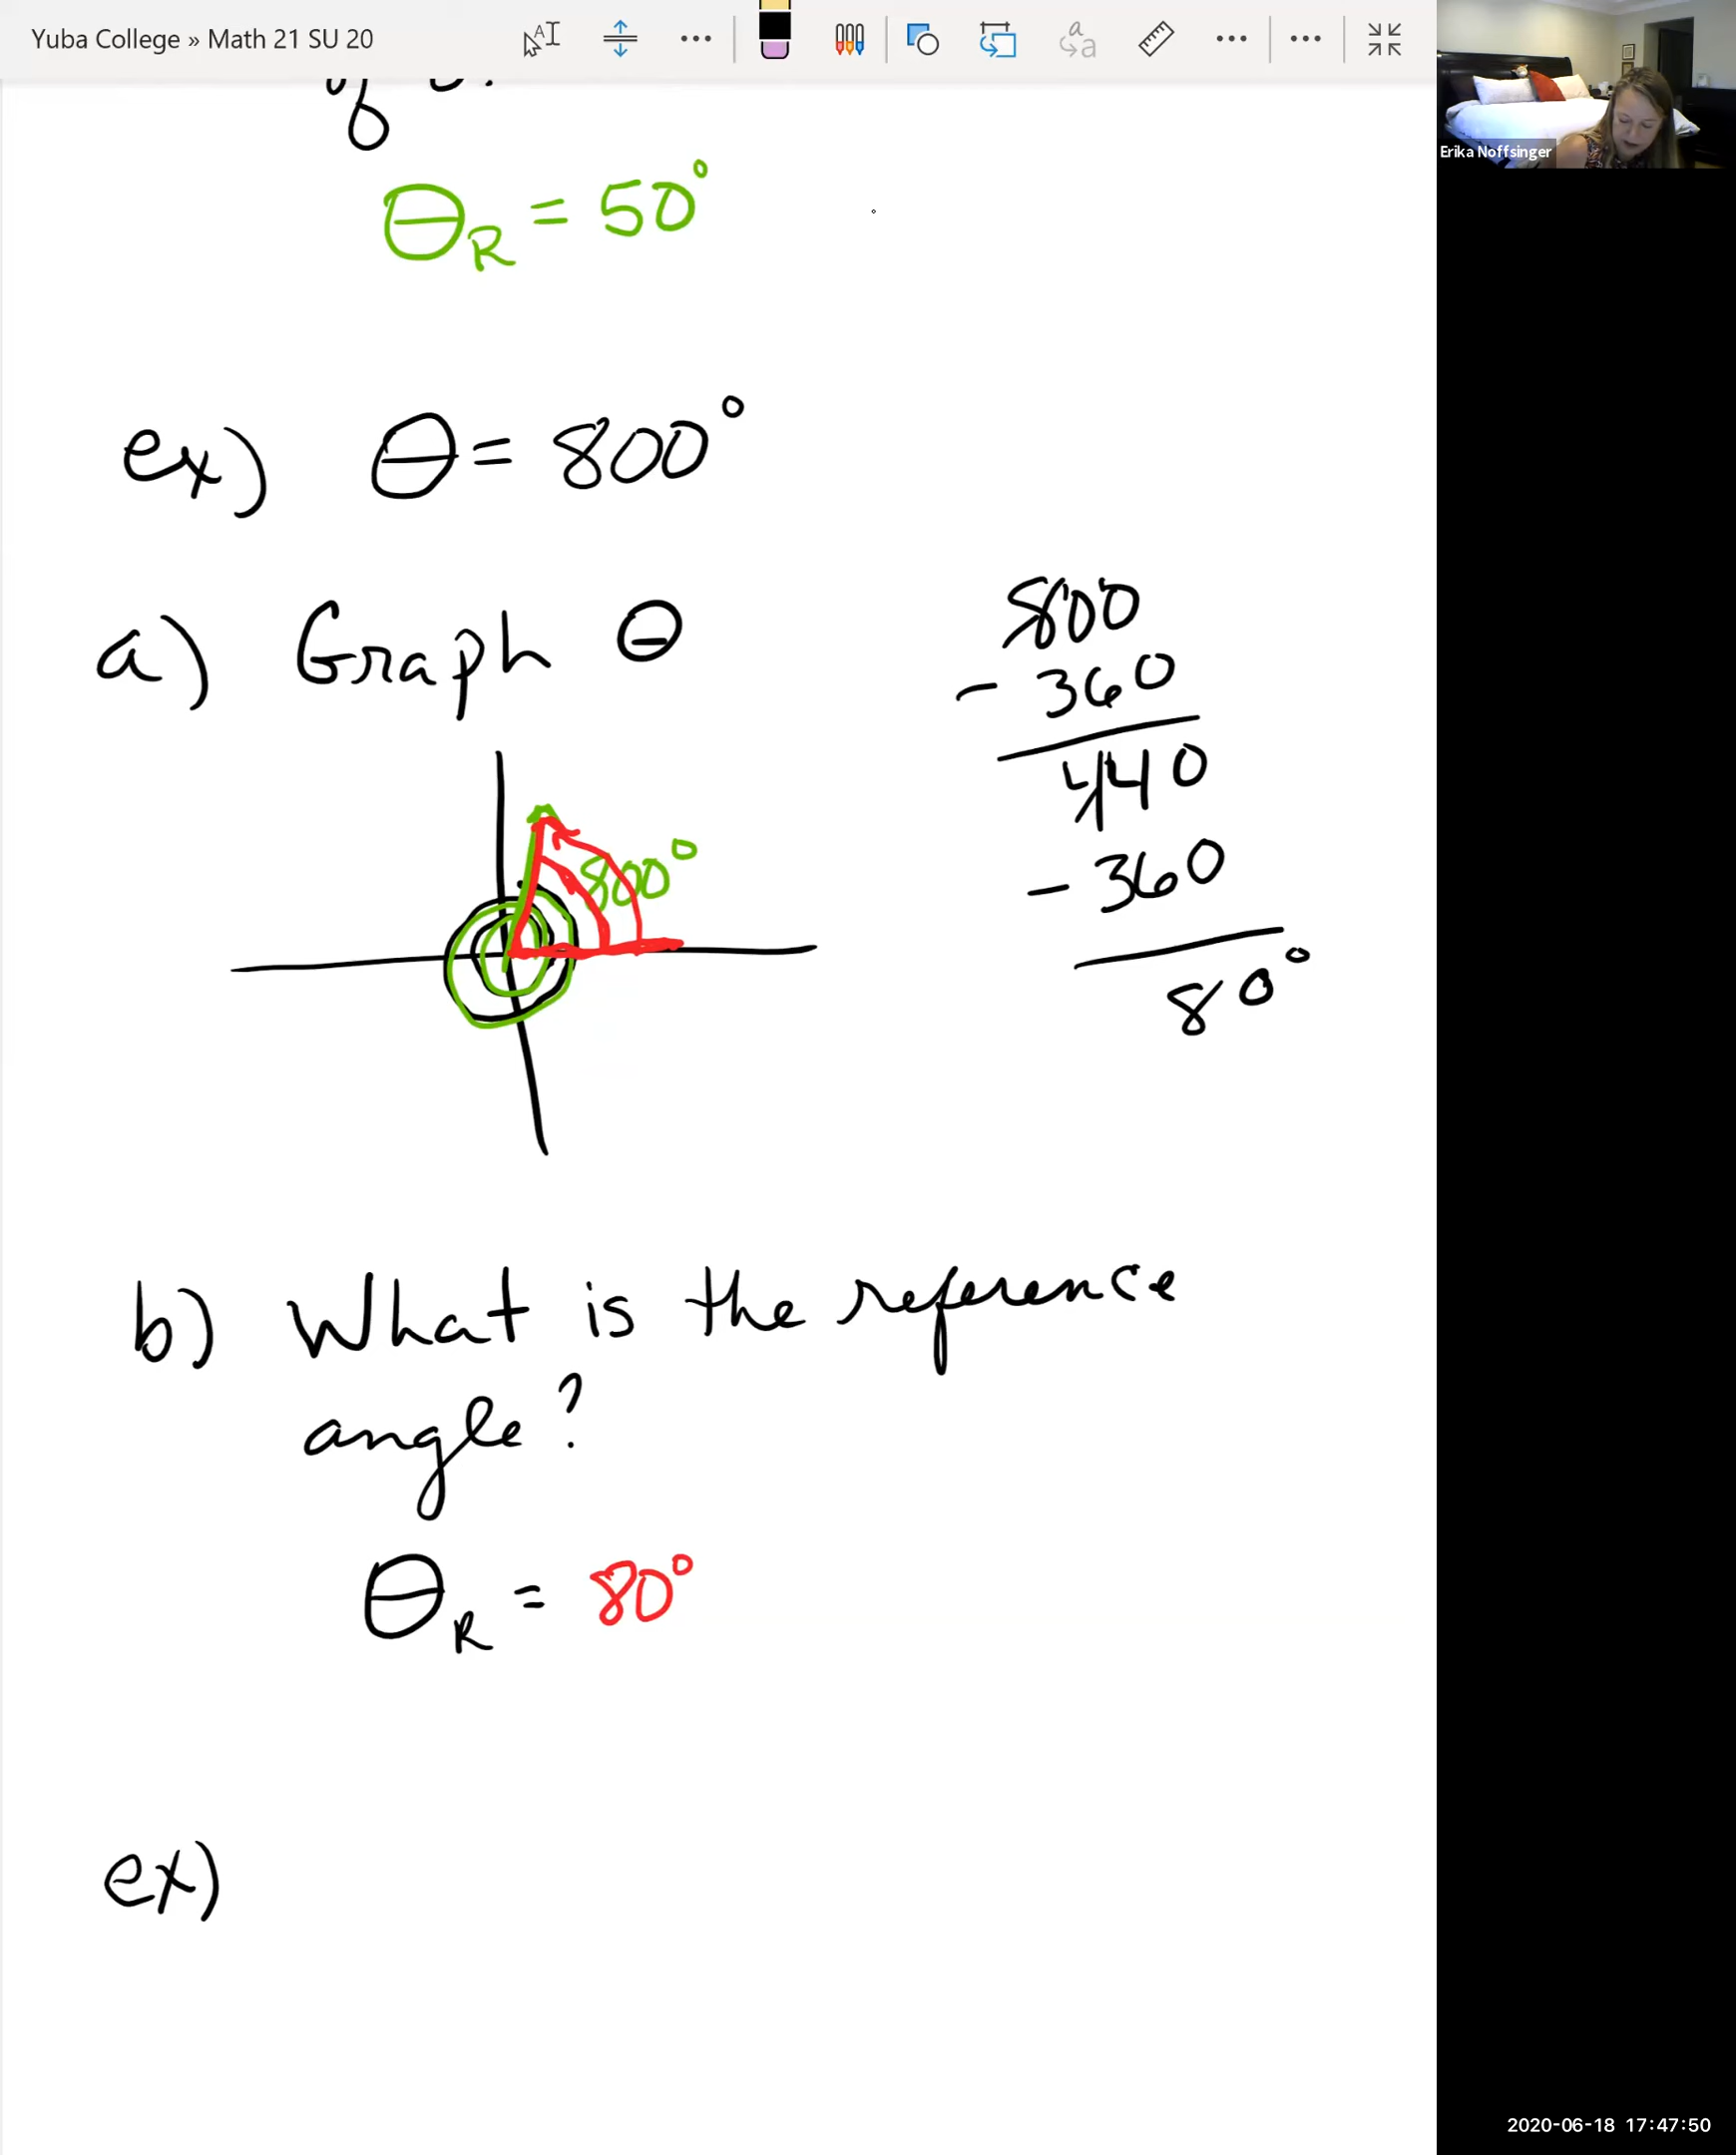 Yuba College » Math 21 SU 20
Erika Noffsinger
θR = 50°
ex) θ = 800°
a) Graph θ
800
- 360
440
- 360
80°
800°
b) What is the reference
angle?
θR = 80°
ex)
2020-06-18 17:47:50